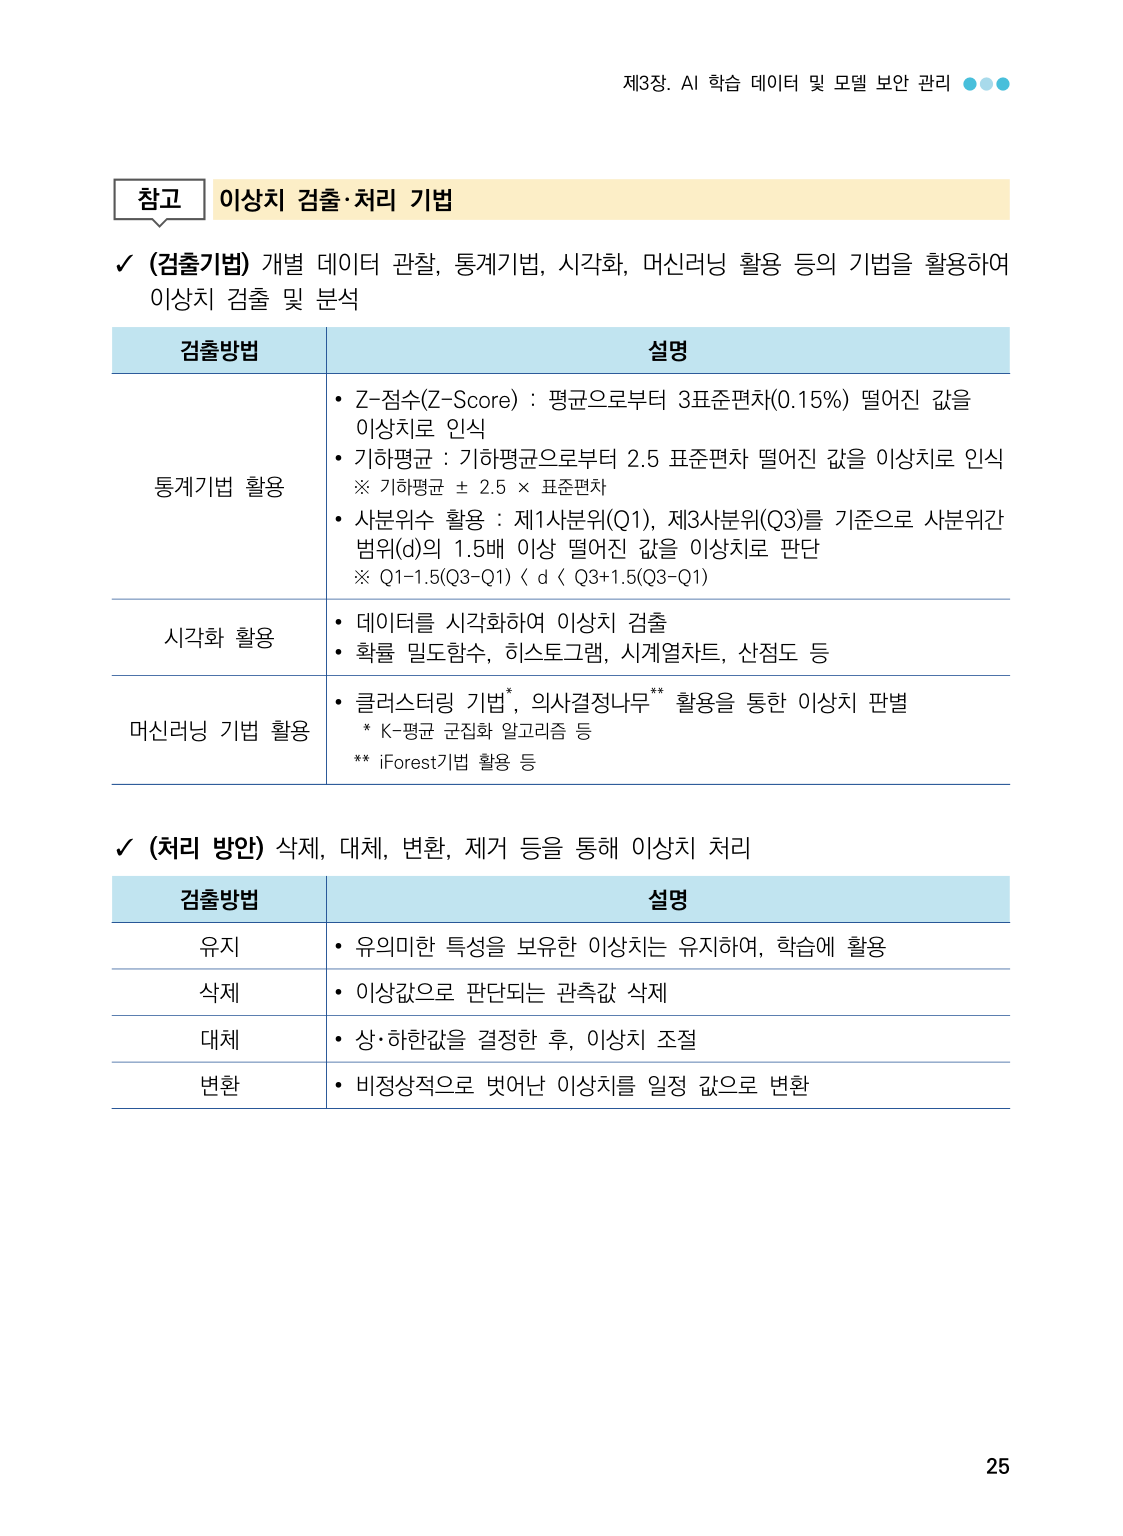 제3장. AI 학습 데이터 및 모델 보안 관리
참고
이상치 검출·처리 기법
✓ (검출기법) 개별 데이터 관찰, 통계기법, 시각화, 머신러닝 활용 등의 기법을 활용하여
이상치 검출 및 분석
검출방법 설명
통계기법 활용
• Z-점수(Z-Score) : 평균으로부터 3표준편차(0.15%) 떨어진 값을
이상치로 인식
• 기하평균 : 기하평균으로부터 2.5 표준편차 떨어진 값을 이상치로 인식
※ 기하평균 ± 2.5 × 표준편차
• 사분위수 활용 : 제1사분위(Q1), 제3사분위(Q3)를 기준으로 사분위간
범위(d)의 1.5배 이상 떨어진 값을 이상치로 판단
※ Q1-1.5(Q3-Q1) < d < Q3+1.5(Q3-Q1)
시각화 활용
• 데이터를 시각화하여 이상치 검출
• 확률 밀도함수, 히스토그램, 시계열차트, 산점도 등
머신러닝 기법 활용
• 클러스터링 기법*, 의사결정나무** 활용을 통한 이상치 판별
* K-평균 군집화 알고리즘 등
** iForest기법 활용 등
✓ (처리 방안) 삭제, 대체, 변환, 제거 등을 통해 이상치 처리
검출방법 설명
유지 • 유의미한 특성을 보유한 이상치는 유지하여, 학습에 활용
삭제 • 이상값으로 판단되는 관측값 삭제
대체 • 상·하한값을 결정한 후, 이상치 조절
변환 • 비정상적으로 벗어난 이상치를 일정 값으로 변환
25